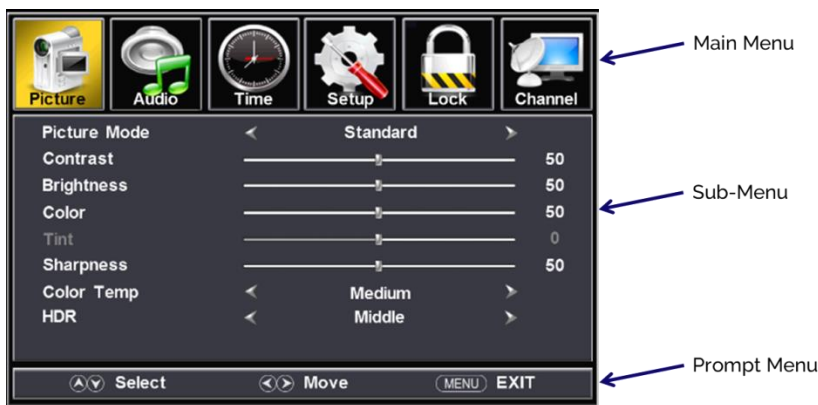 Picture Audio Time Setup Lock Channel
Main Menu
Picture Mode Standard
Contrast 50
Brightness 50
Color 50
Sub-Menu
Tint 0
Sharpness 50
Color Temp Medium
HDR Middle
Select Move MENU EXIT
Prompt Menu